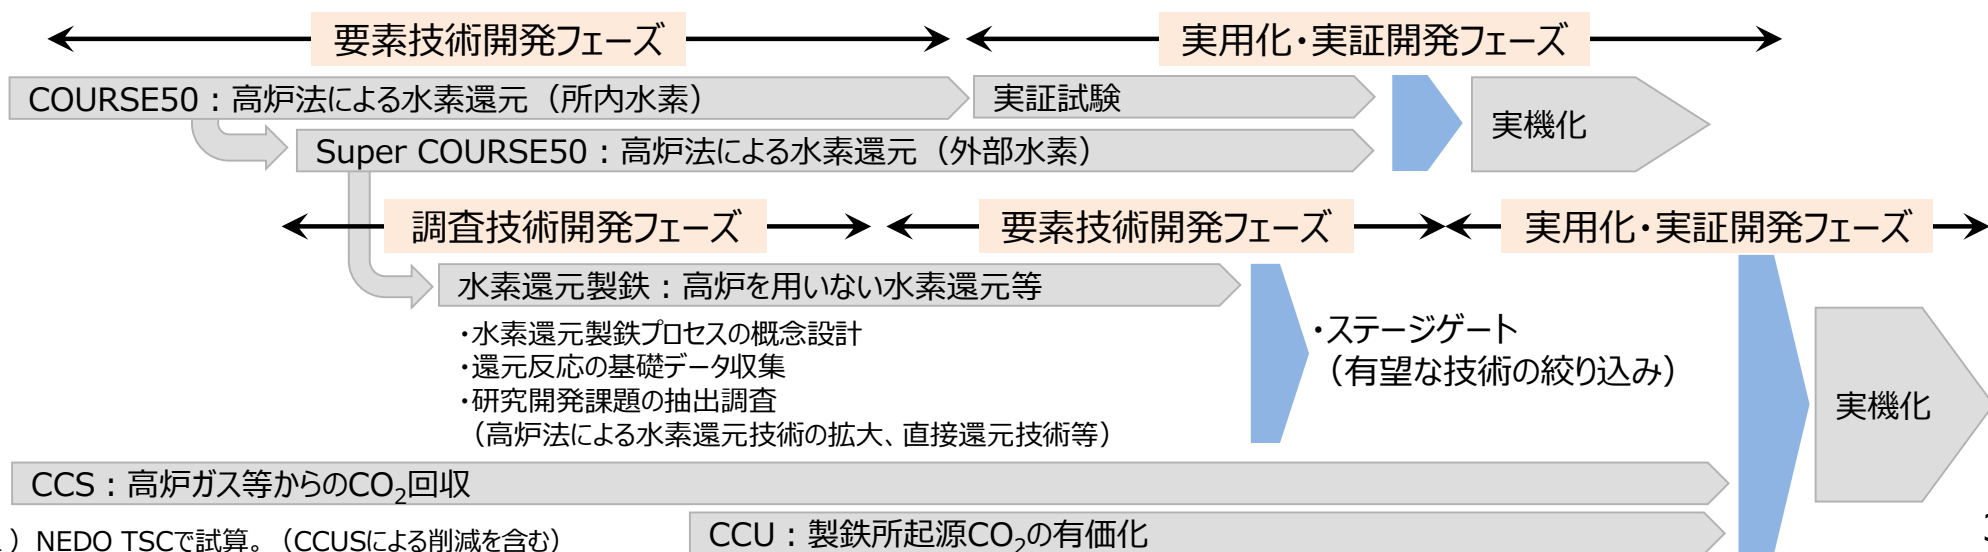 要素技術開発フェーズ
実用化・実証開発フェーズ
COURSE50：高炉法による水素還元（所内水素）
実証試験
実機化
Super COURSE50：高炉法による水素還元（外部水素）
調査技術開発フェーズ
要素技術開発フェーズ
実用化・実証開発フェーズ
水素還元製鉄：高炉を用いない水素還元等
・水素還元製鉄プロセスの概念設計
・還元反応の基礎データ収集
・研究開発課題の抽出調査
（高炉法による水素還元技術の拡大、直接還元技術等）
・ステージゲート
（有望な技術の絞り込み）
実機化
CCS：高炉ガス等からのCO₂回収
CCU：製鉄所起源CO₂の有価化
）NEDO TSCで試算。（CCUSによる削減を含む）